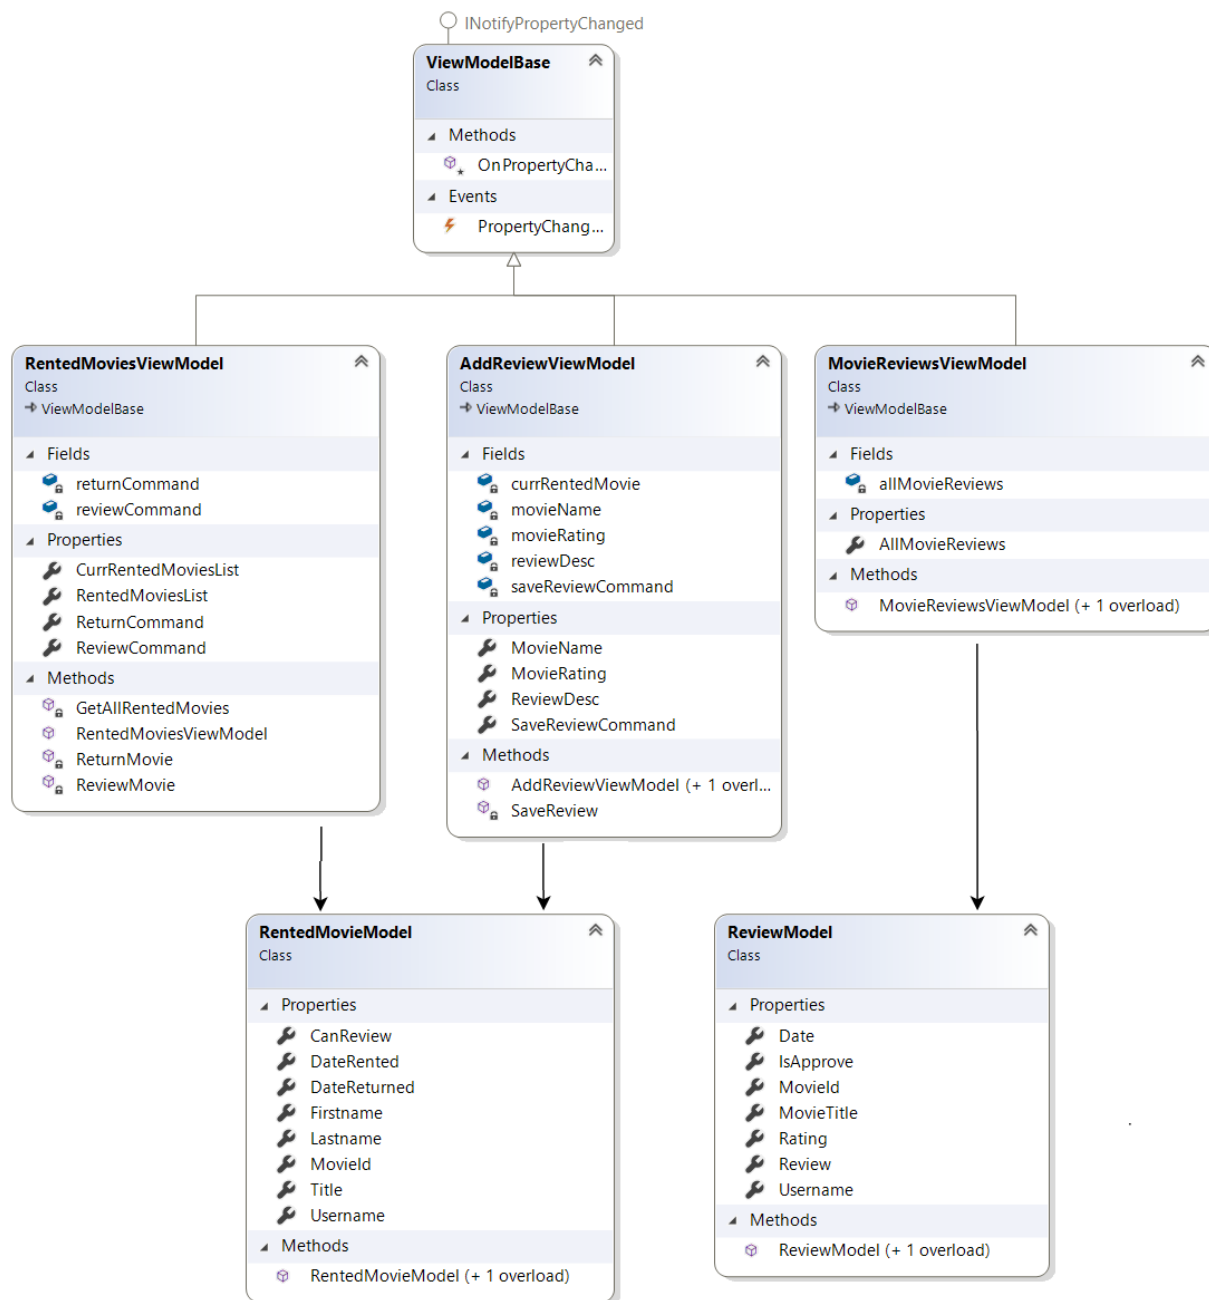 INotifyPropertyChanged
ViewModelBase
Class
Methods
OnPropertyCha...
Events
PropertyChang...
RentedMoviesViewModel
Class
ViewModelBase
Fields
returnCommand
reviewCommand
Properties
CurrRentedMoviesList
RentedMoviesList
ReturnCommand
ReviewCommand
Methods
GetAllRentedMovies
RentedMoviesViewModel
ReturnMovie
ReviewMovie
AddReviewViewModel
Class
ViewModelBase
Fields
currRentedMovie
movieName
movieRating
reviewDesc
saveReviewCommand
Properties
MovieName
MovieRating
ReviewDesc
SaveReviewCommand
Methods
AddReviewViewModel (+ 1 overl...
SaveReview
MovieReviewsViewModel
Class
ViewModelBase
Fields
allMovieReviews
Properties
AllMovieReviews
Methods
MovieReviewsViewModel (+ 1 overload)
RentedMovieModel
Class
Properties
CanReview
DateRented
DateReturned
Firstname
Lastname
MovieId
Title
Username
Methods
RentedMovieModel (+ 1 overload)
ReviewModel
Class
Properties
Date
IsApprove
MovieId
MovieTitle
Rating
Review
Username
Methods
ReviewModel (+ 1 overload)